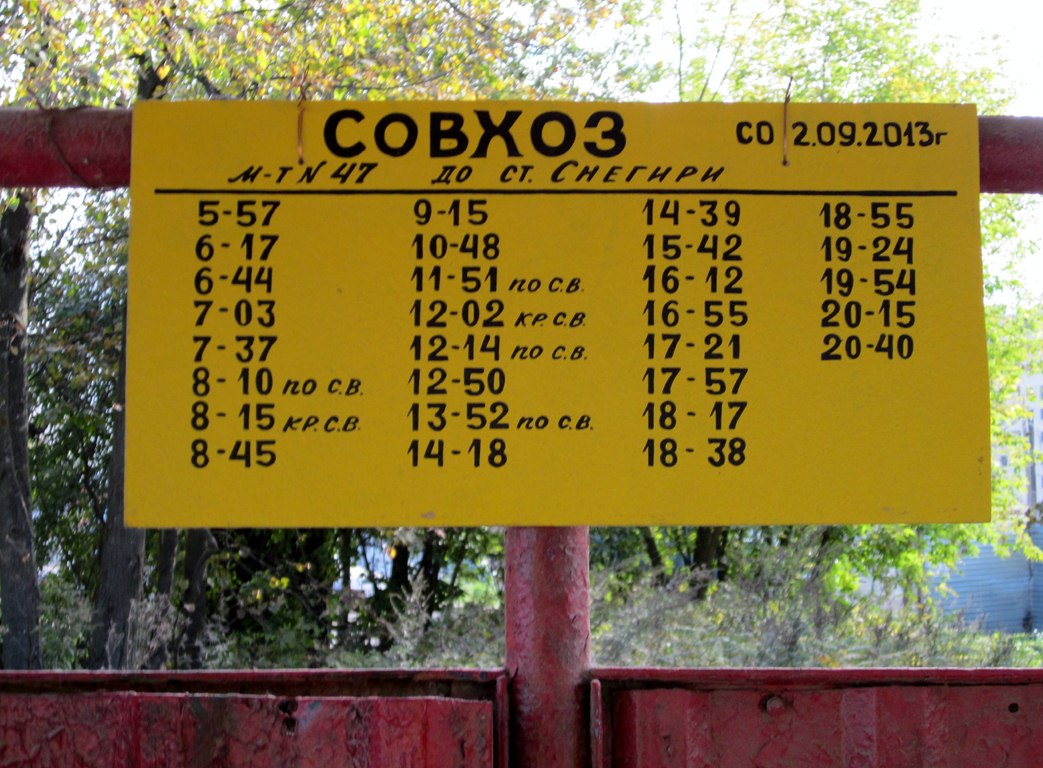 СОВХОЗ СО 2.09.2013г
М-Т N 47 ДО СТ. СНЕГИРИ
5-57
6-17
6-44
7-03
7-37
8-10 ПО С.В.
8-15 КР.С.В.
8-45
9-15
10-48
11-51 ПО С.В.
12-02 КР.С.В.
12-14 ПО С.В.
12-50
13-52 ПО С.В.
14-18
14-39
15-42
16-12
16-55
17-21
17-57
18-17
18-38
18-55
19-24
19-54
20-15
20-40